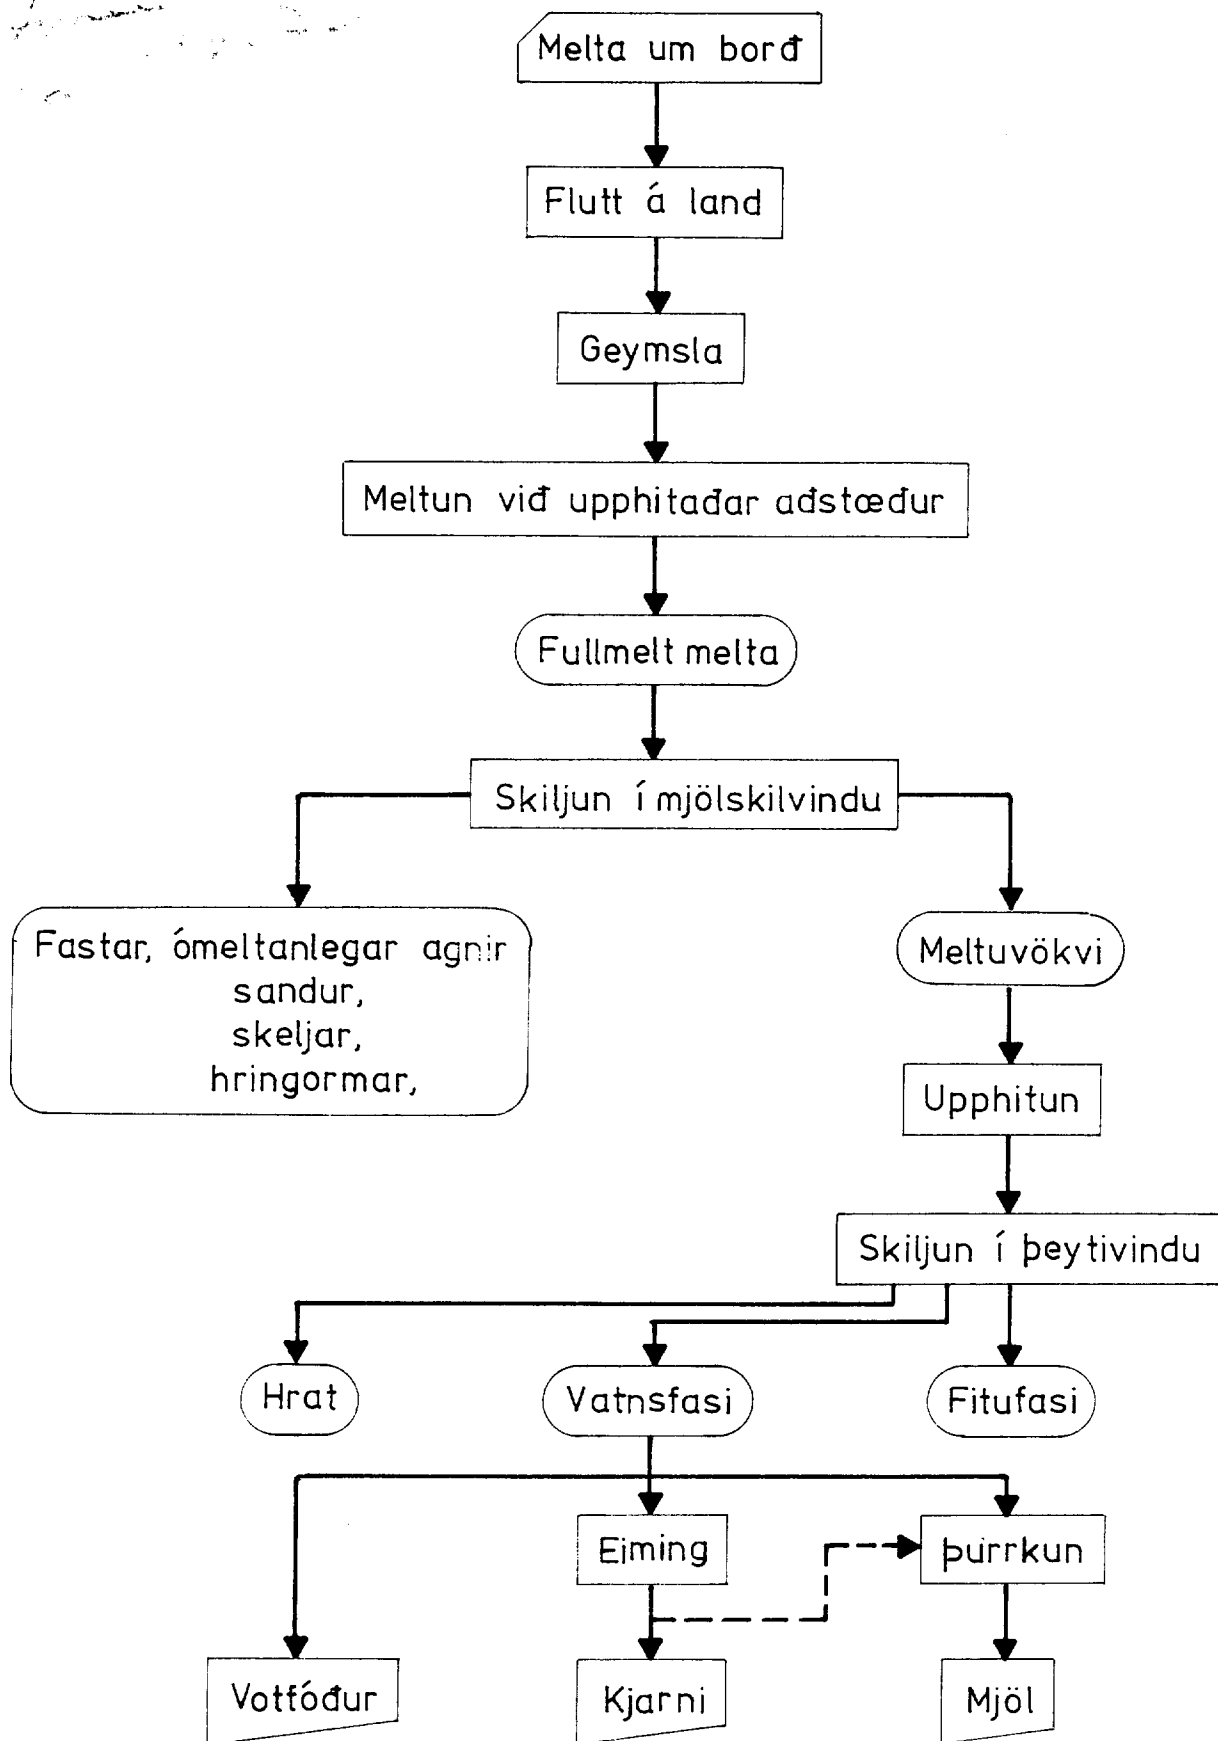 Melta um borð
Flutt á land
Geymsla
Meltun við upphitaðar aðstæður
Fullmelt melta
Skiljun í mjölskilvindu
Fastar, ómeltanlegar agnir
sandur,
skeljar,
hringormar,
Meltuvökvi
Upphitun
Skiljun í þeytivindu
Hrat
Vatnsfasi
Fitufasi
Eiming
þurrkun
Votfóður
Kjarni
Mjöl